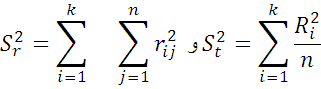 $S_r^2 = \sum_{i=1}^{k} \sum_{j=1}^{n} r_{ij}^2$ و $S_t^2 = \sum_{i=1}^{k} \frac{R_i^2}{n}$